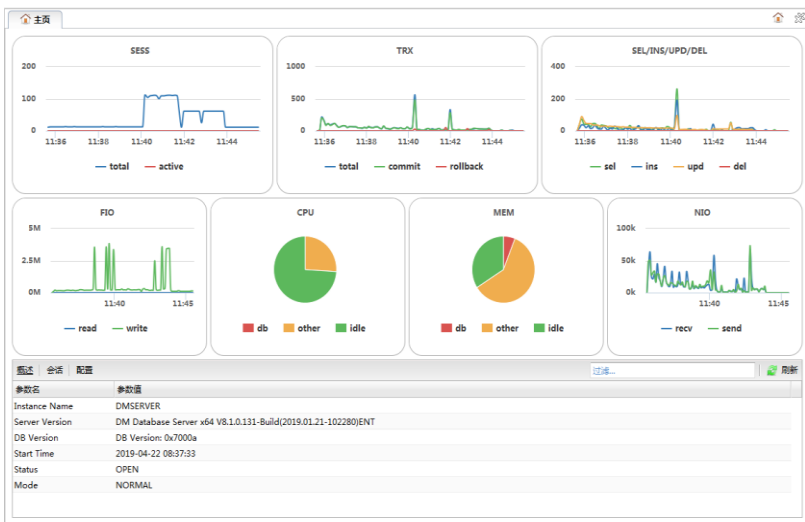 主页
SESS
200
100
0
11:36 11:38 11:40 11:42 11:44
total active
TRX
1000
500
0
11:36 11:38 11:40 11:42 11:44
total commit rollback
SEL/INS/UPD/DEL
400
200
0
11:36 11:38 11:40 11:42 11:44
sel ins upd del
FIO
5M
2.5M
0M
11:40 11:45
read write
CPU
db other idle
MEM
db other idle
NIO
100k
50k
0k
11:40 11:45
recv send
概述 会话 配置 过滤... 刷新
参数名 参数值
Instance Name DMSERVER
Server Version DM Database Server x64 V8.1.0.131-Build(2019.01.21-102280)ENT
DB Version DB Version: 0x7000a
Start Time 2019-04-22 08:37:33
Status OPEN
Mode NORMAL